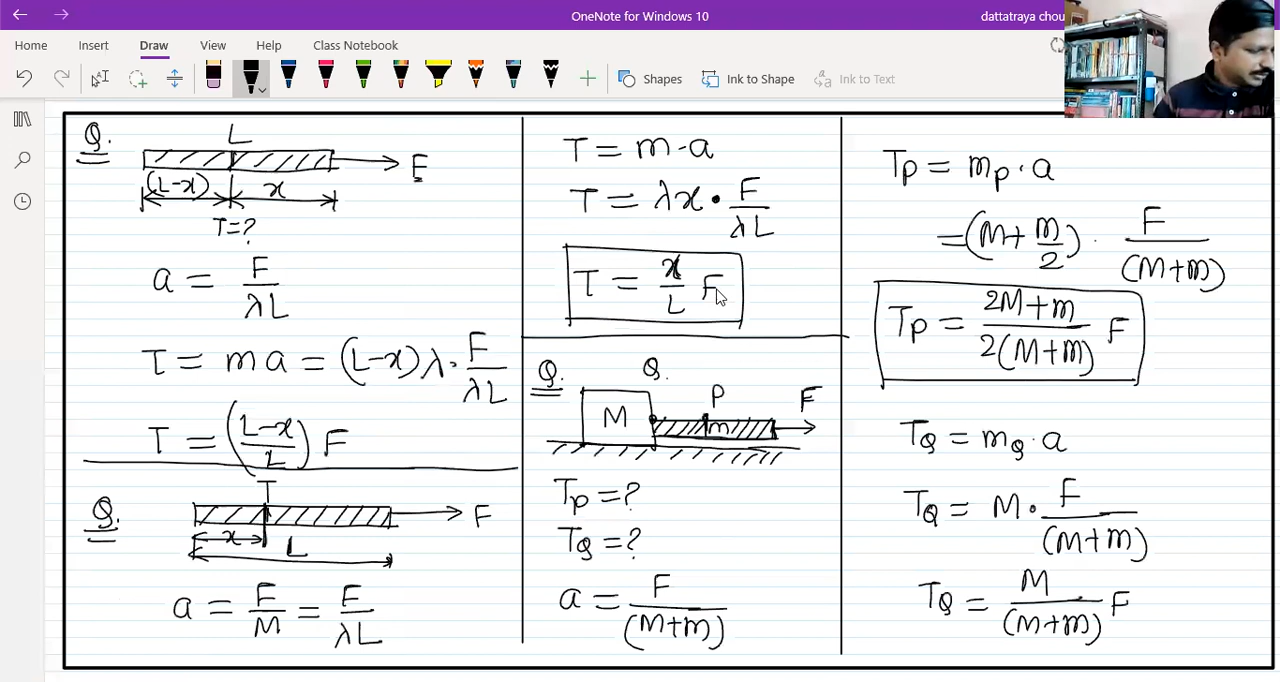 OneNote for Windows 10
dattatraya chou
Home Insert Draw View Help Class Notebook
Shapes Ink to Shape Ink to Text
Q.
L
F
(L-x) x
T=?
a = F/λL
T = ma = (L-x)λ · F/λL
T = (L-x/L) F
Q.
T
F
x
L
a = F/M = F/λL
T = m·a
T = λx · F/λL
T = x/L F
Q. Q.
P
F
M
m
Tp = ?
TQ = ?
a = F/(M+m)
Tp = mp·a
= (M+m/2) · F/(M+m)
Tp = 2M+m/2(M+m) F
TQ = mQ·a
TQ = M · F/(M+m)
TQ = M/(M+m) F